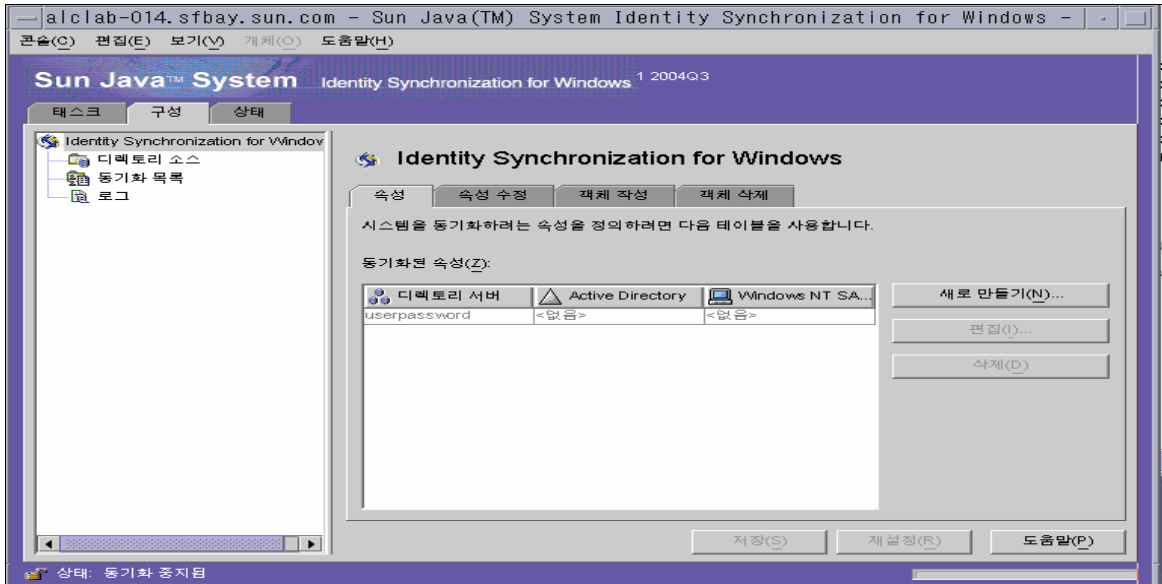 alclab-014.sfbay.sun.com - Sun Java(TM) System Identity Synchronization for Windows -
콘솔(C) 편집(E) 보기(V) 개체(O) 도움말(H)
Sun Java™ System Identity Synchronization for Windows 1 2004Q3
태스크 구성 상태
Identity Synchronization for Window
디렉토리 소스
동기화 목록
로그
Identity Synchronization for Windows
속성 속성 수정 객체 작성 객체 삭제
시스템을 동기화하려는 속성을 정의하려면 다음 테이블을 사용합니다.
동기화된 속성(Z):
디렉토리 서버 Active Directory Windows NT SA...
userpassword <없음> <없음>
새로 만들기(N)...
편집(I)...
삭제(D)
저장(S) 재설정(R) 도움말(P)
상태: 동기화 중지됨